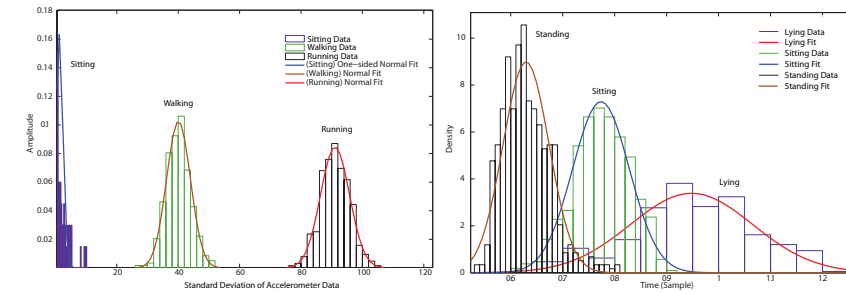 0.18
0.16
0.14
0.12
0.1
0.08
0.06
0.04
0.02
Amplitude
Sitting
Walking
Running
Sitting Data
Walking Data
Running Data
(Sitting) One-sided Normal Fit
(Walking) Normal Fit
(Running) Normal Fit
20 40 60 80 100 120
Standard Deviation of Accelerometer Data
10
8
6
4
2
0
Density
Standing
Sitting
Lying
Lying Data
Lying Fit
Sitting Data
Sitting Fit
Standing Data
Standing Fit
06 07 08 09 1 11 12
Time (Sample)